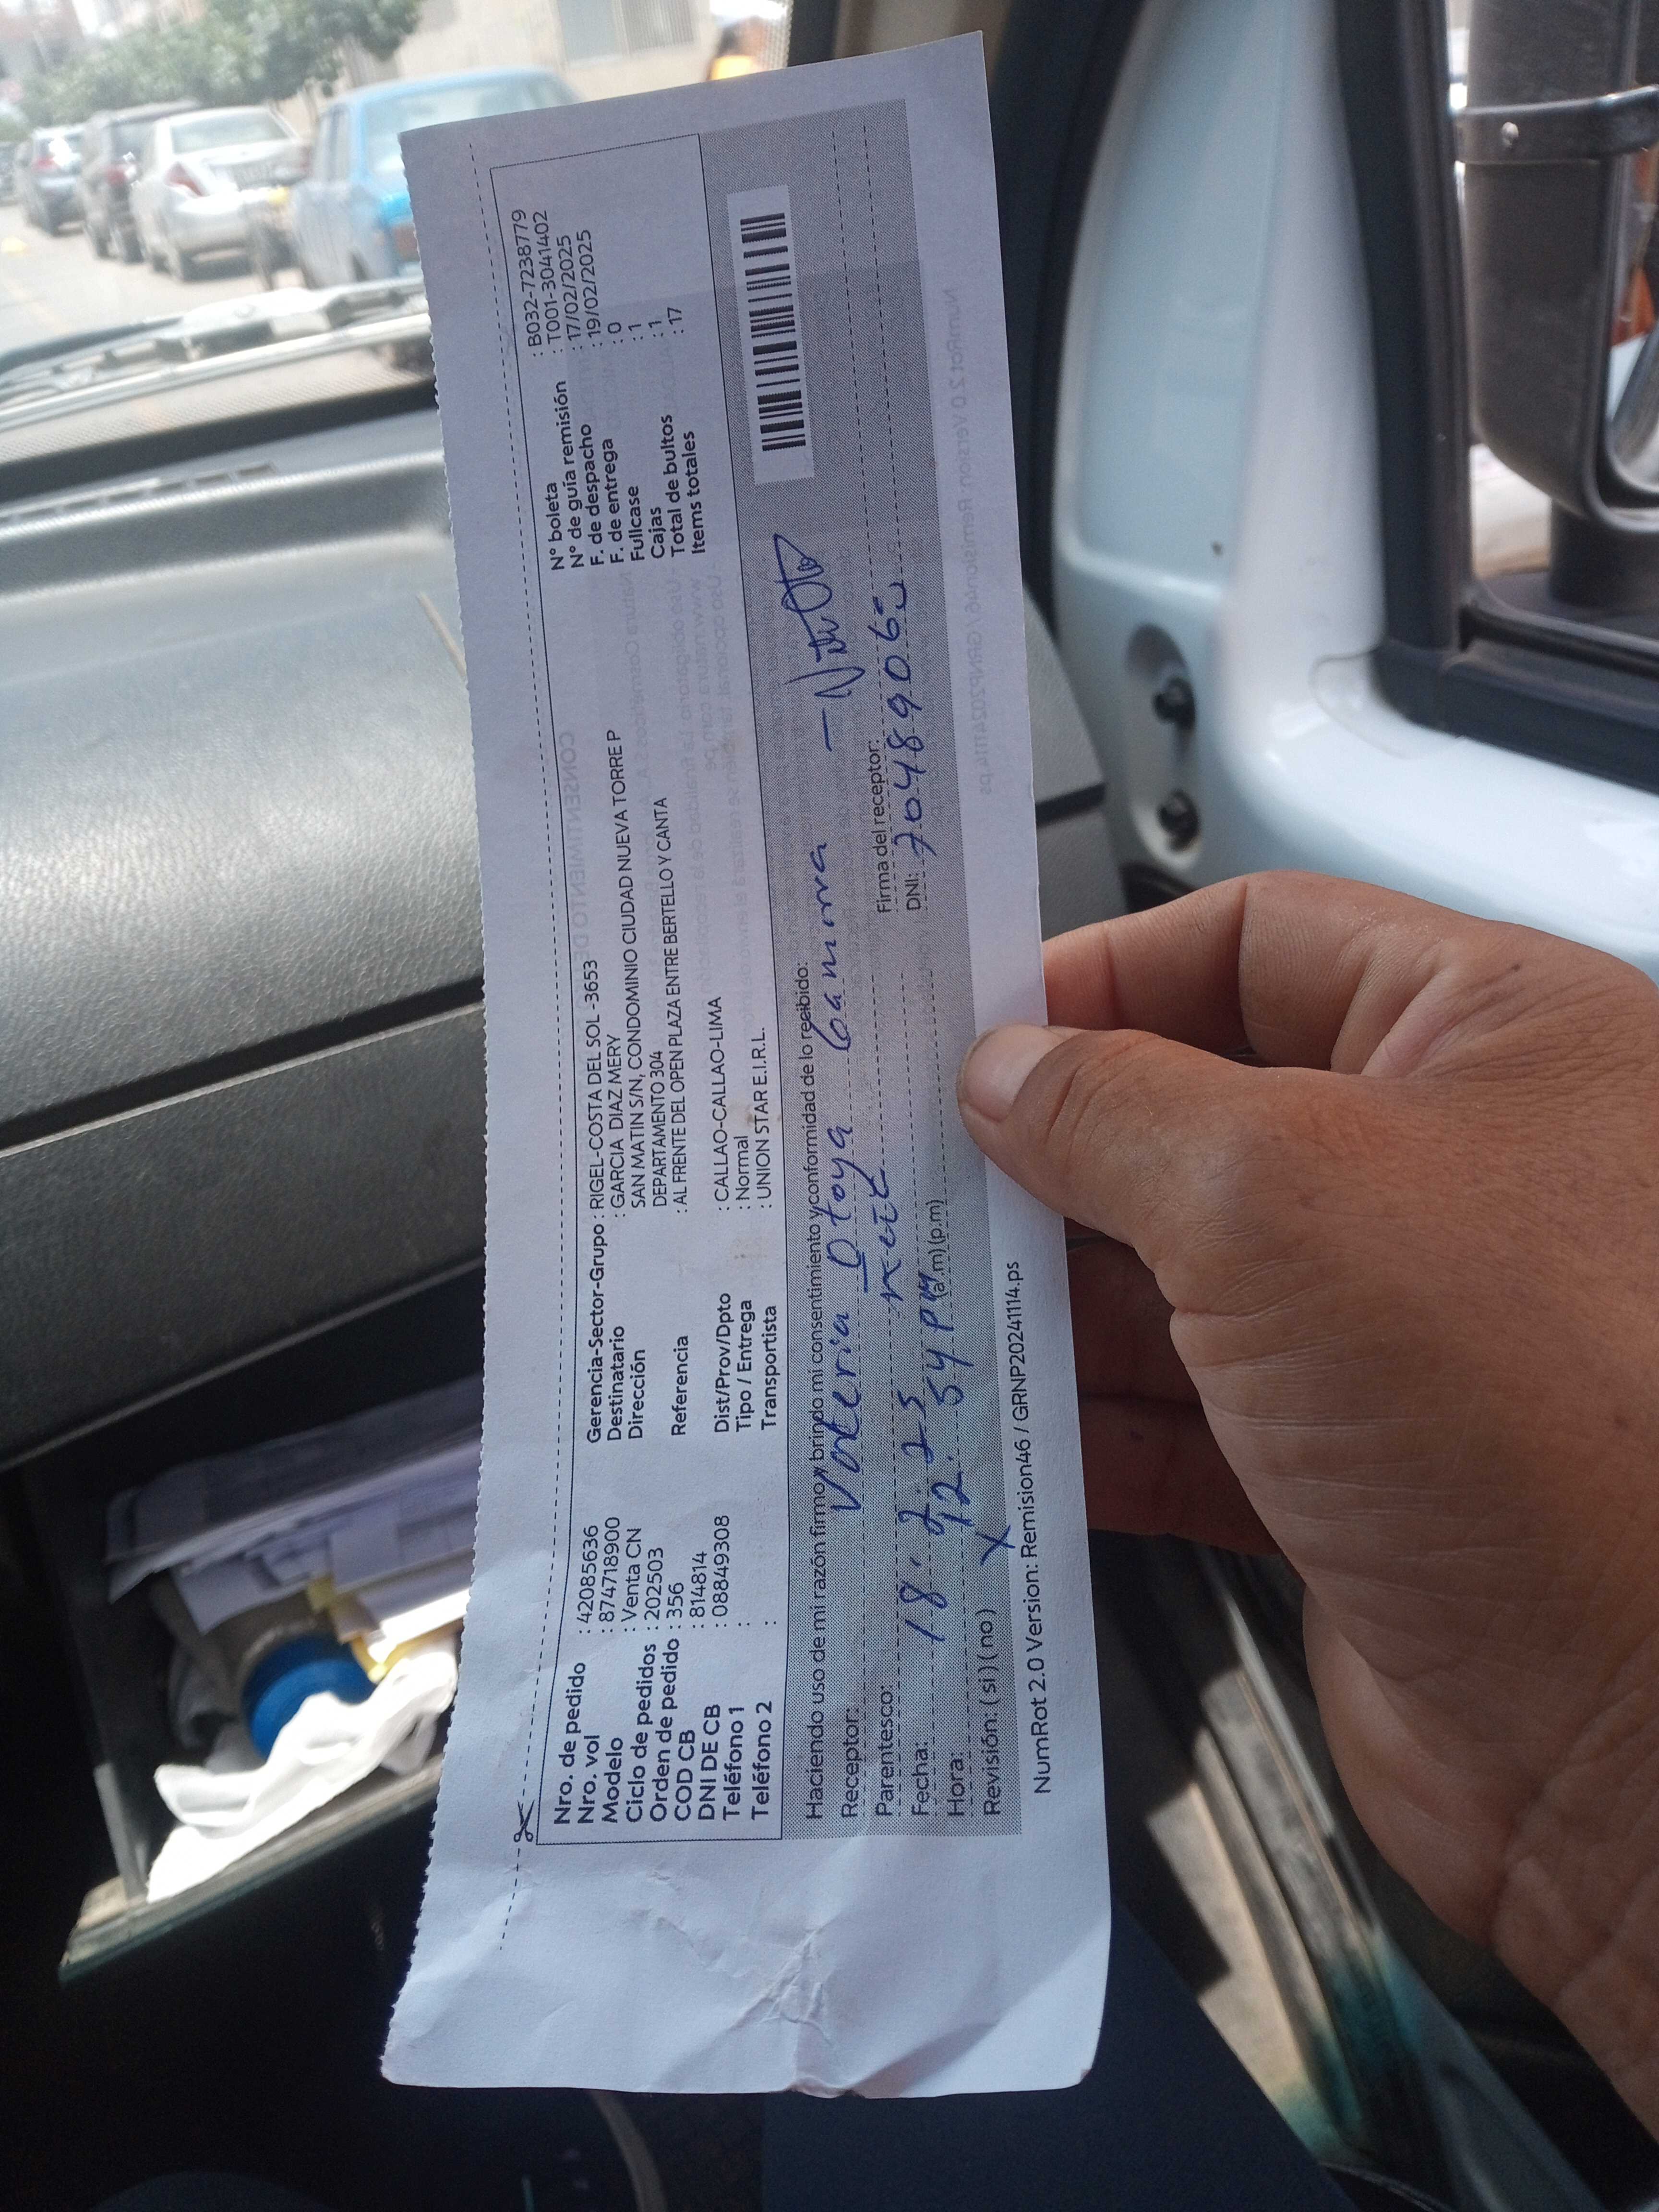 Nro. de pedido : 42085636
Nro. vol : 874718900
Modelo : Venta CN
Ciclo de pedidos : 202503
Orden de pedido : 356
COD CB : 814814
DNI DE CB : 08849308
Teléfono 1 :
Teléfono 2 :
Gerencia-Sector-Grupo : RIGEL-COSTA DEL SOL -3653
Destinatario : GARCIA DIAZ MERY
Dirección SAN MATIN S/N, CONDOMINIO CIUDAD NUEVA TORRE P
DEPARTAMENTO 304
Referencia : AL FRENTE DEL OPEN PLAZA ENTRE BERTELLO Y CANTA
Dist/Prov/Dpto : CALLAO-CALLAO-LIMA
Tipo / Entrega : Normal
Transportista : UNION STAR E.I.R.L.
N° boleta : B032-7238779
N° de guía remisión : T001-3041402
F. de despacho : 17/02/2025
F. de entrega : 19/02/2025
Fullcase : 0
Cajas : 1
Total de bultos : 1
Items totales : 17
Haciendo uso de mi razón firmo y brindo mi consentimiento y conformidad de lo recibido:
Receptor: Valeria Otoya Gamarra
Parentesco:
Fecha: 18. 2. 25
Hora: 12. 54 pm (a.m) (p.m)
Revisión: ( si ) ( no ) X
Firma del receptor:
DNI: 7048906
NumRot 2.0 Version: Remision46 / GRNP20241114.ps